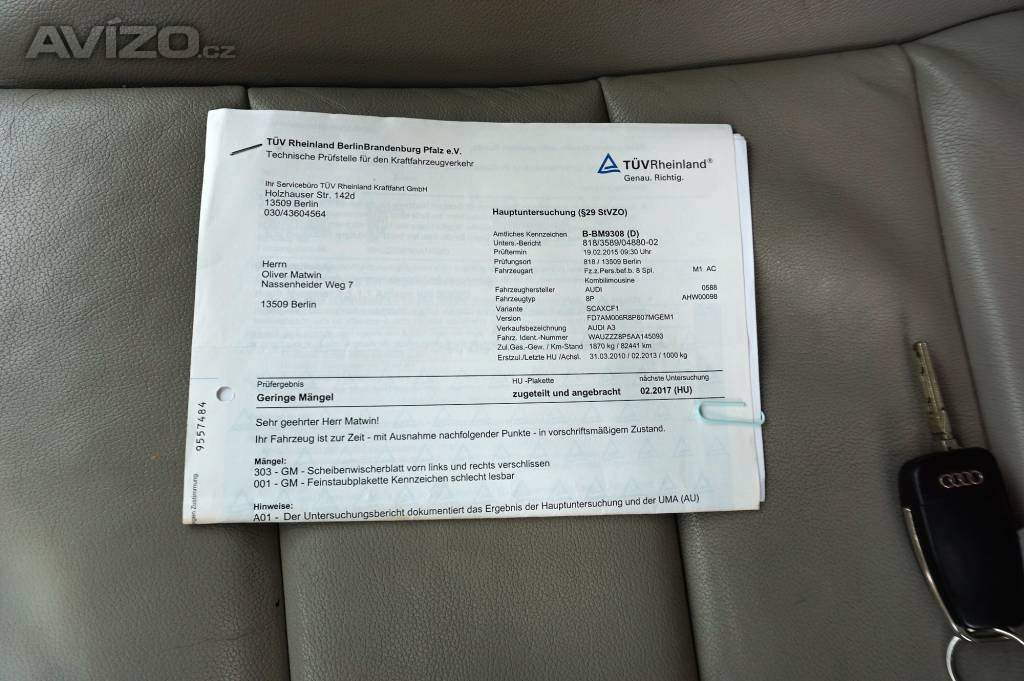 AVÍZO.cz
TÜV Rheinland BerlinBrandenburg Pfalz e.V.
Technische Prüfstelle für den Kraftfahrzeugverkehr
TÜVRheinland®
Genau. Richtig.
Ihr Servicebüro TÜV Rheinland Kraftfahrt GmbH
Holzhauser Str. 142d
13509 Berlin
030/43604564
Herrn
Oliver Matwin
Nassenheider Weg 7
13509 Berlin
Hauptuntersuchung (§29 StVZO)
Amtliches Kennzeichen B-BM9308 (D)
Unters.-Bericht 818/3589/04880-02
Prüftermin 19.02.2015 09:30 Uhr
Prüfungsort 818 / 13509 Berlin
Fahrzeugart Fz.z.Pers.bef.b. 8 Spl. M1 AC
Kombilimousine
Fahrzeughersteller AUDI 0588
Fahrzeugtyp 8P AHW00098
Variante SCAXCF1
Version FD7AM006R8P607MGEM1
Verkaufsbezeichnung AUDI A3
Fahrz. Ident.-Nummer WAUZZZ8P5AA145093
Zul.Ges.-Gew. / Km-Stand 1870 kg / 82441 km
Erstzul./Letzte HU /Achsl. 31.03.2010 / 02.2013 / 1000 kg
Prüfergebnis HU -Plakette nächste Untersuchung
Geringe Mängel zugeteilt und angebracht 02.2017 (HU)
Sehr geehrter Herr Matwin!
Ihr Fahrzeug ist zur Zeit - mit Ausnahme nachfolgender Punkte - in vorschriftsmäßigem Zustand.
Mängel:
303 - GM - Scheibenwischerblatt vorn links und rechts verschlissen
001 - GM - Feinstaubplakette Kennzeichen schlecht lesbar
Hinweise:
A01 - Der Untersuchungsbericht dokumentiert das Ergebnis der Hauptuntersuchung und der UMA (AU)
9557484
Zustimmung.